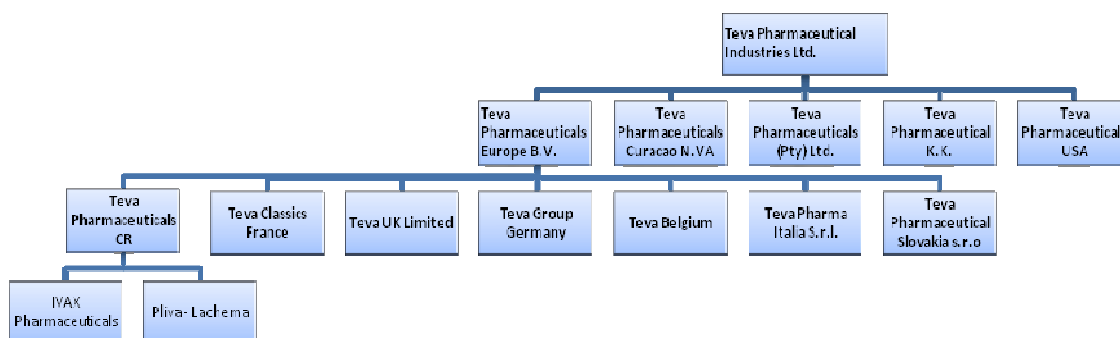 Teva Pharmaceutical
Industries Ltd.
Teva
Pharmaceuticals
Europe B.V.
Teva
Pharmaceuticals
Curacao N.VA
Teva
Pharmaceuticals
(Pty) Ltd.
Teva
Pharmaceutical
K.K.
Teva
Pharmaceutical
USA
Teva
Pharmaceuticals
CR
Teva Classics
France
Teva UK Limited
Teva Group
Germany
Teva Belgium
Teva Pharma
Italia S.r.l.
Teva
Pharmaceutical
Slovakia s.r.o
IVAX
Pharmaceuticals
Pliva- Lachema